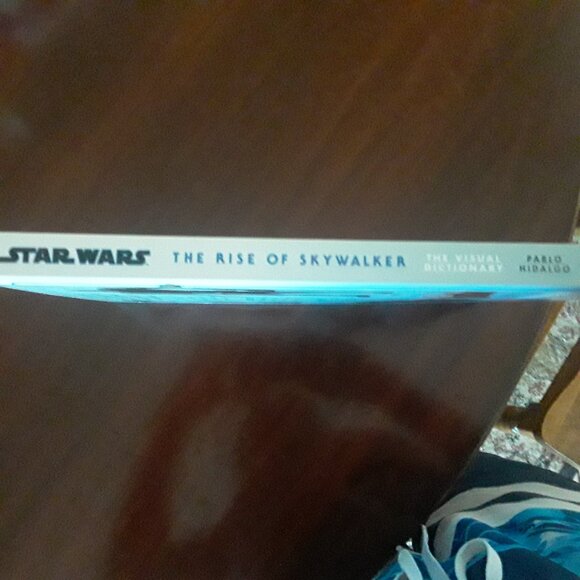 STAR WARS THE RISE OF SKYWALKER
THE VISUAL
DICTIONARY
PABLO
HIDALGO